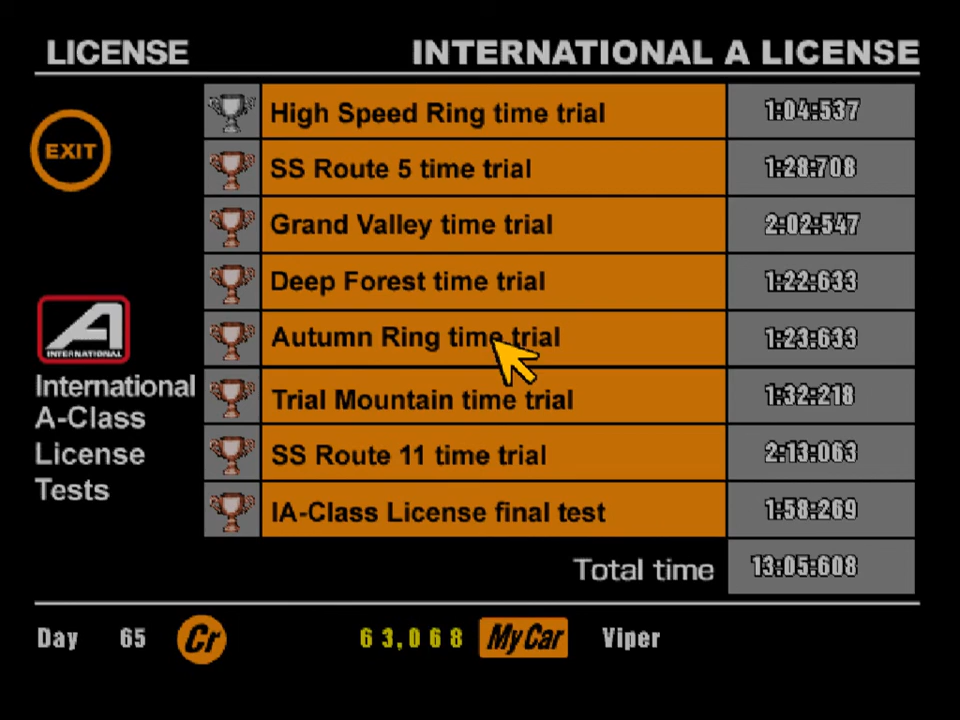 LICENSE
INTERNATIONAL A LICENSE
EXIT
High Speed Ring time trial 1:04:537
SS Route 5 time trial 1:28:708
Grand Valley time trial 2:02:547
Deep Forest time trial 1:22:633
Autumn Ring time trial 1:23:633
Trial Mountain time trial 1:32:218
SS Route 11 time trial 2:13:063
IA-Class License final test 1:58:269
Total time 13:05:608
A
INTERNATIONAL
International
A-Class
License
Tests
Day 65 Cr 63,068 My Car Viper